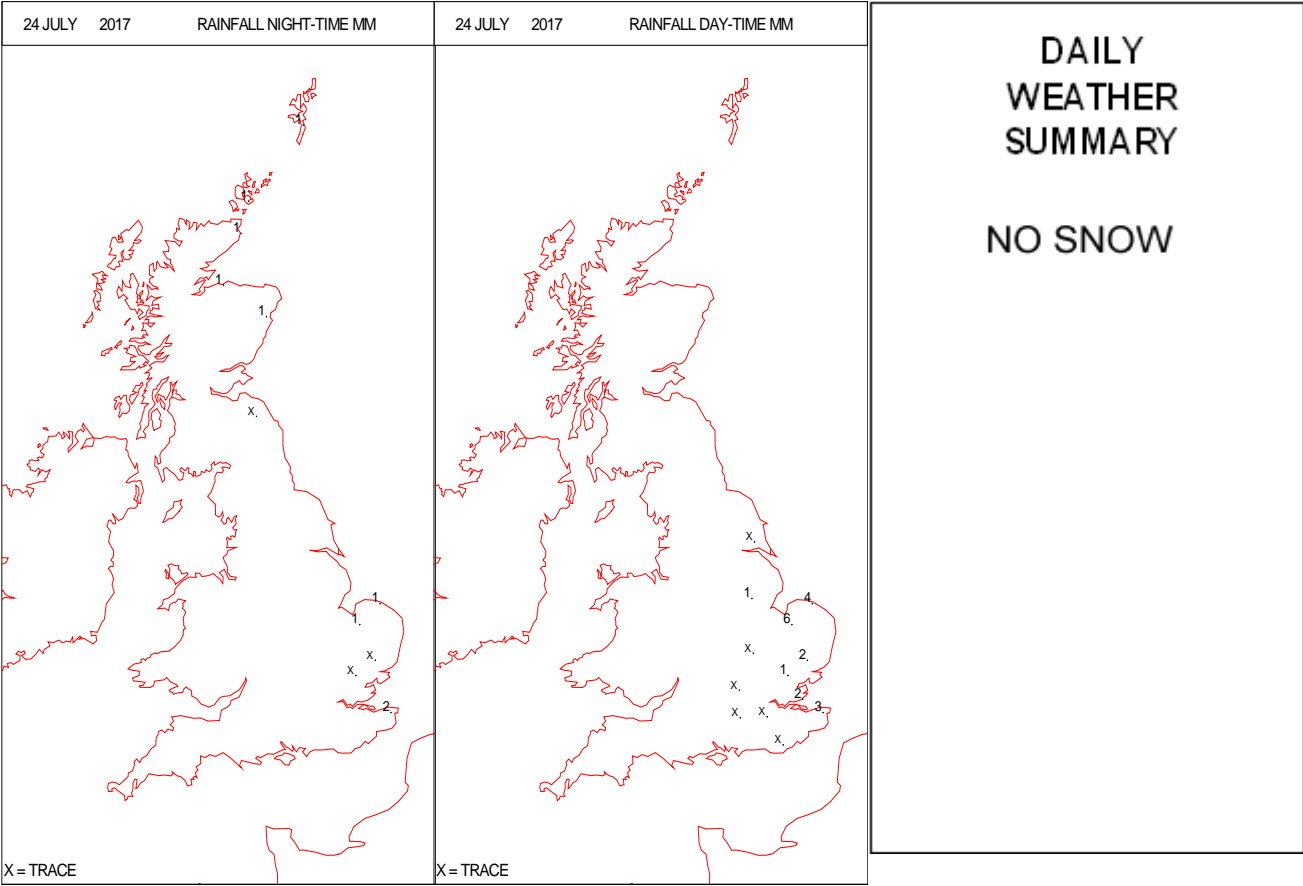 24 JULY 2017 RAINFALL NIGHT-TIME MM
1.
1.
1.
1.
1.
X.
1.
1.
X.
X.
2.
X = TRACE
24 JULY 2017 RAINFALL DAY-TIME MM
X.
1.
4.
6.
X.
2.
1.
X.
2.
X.
X.
3.
X.
X = TRACE
DAILY
WEATHER
SUMMARY
NO SNOW